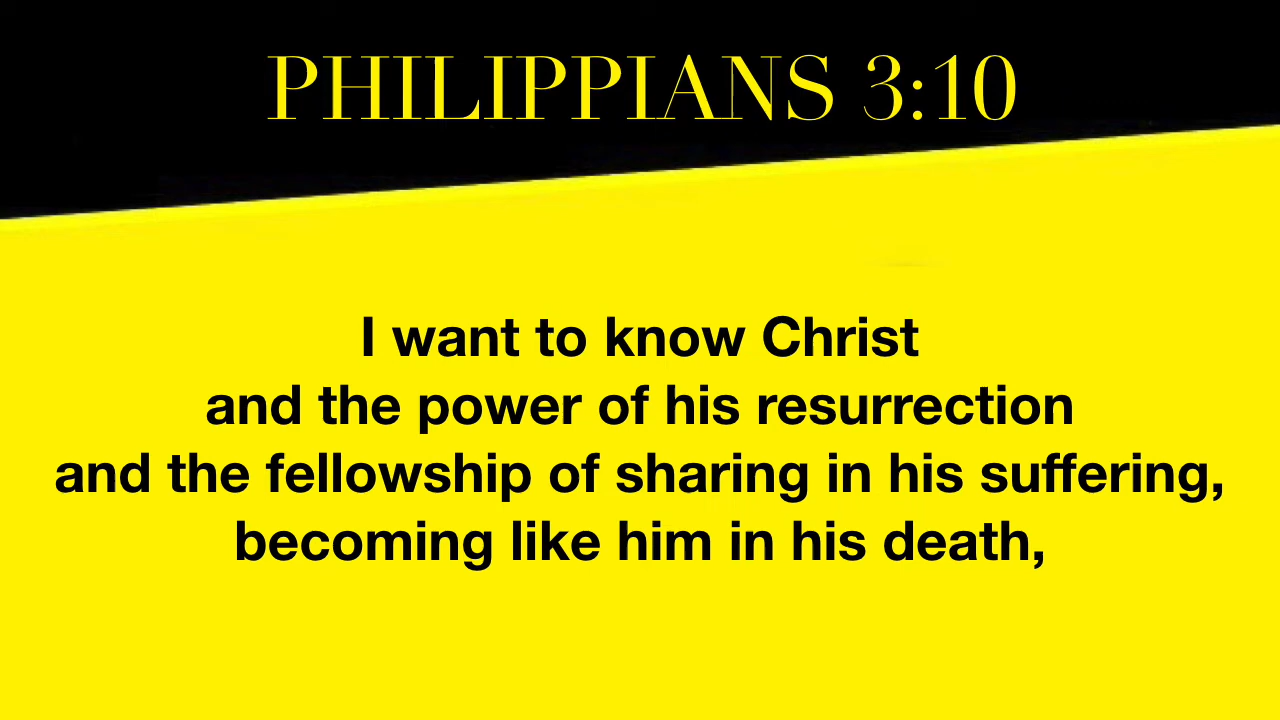 PHILIPPIANS 3:10
I want to know Christ
and the power of his resurrection
and the fellowship of sharing in his suffering,
becoming like him in his death,